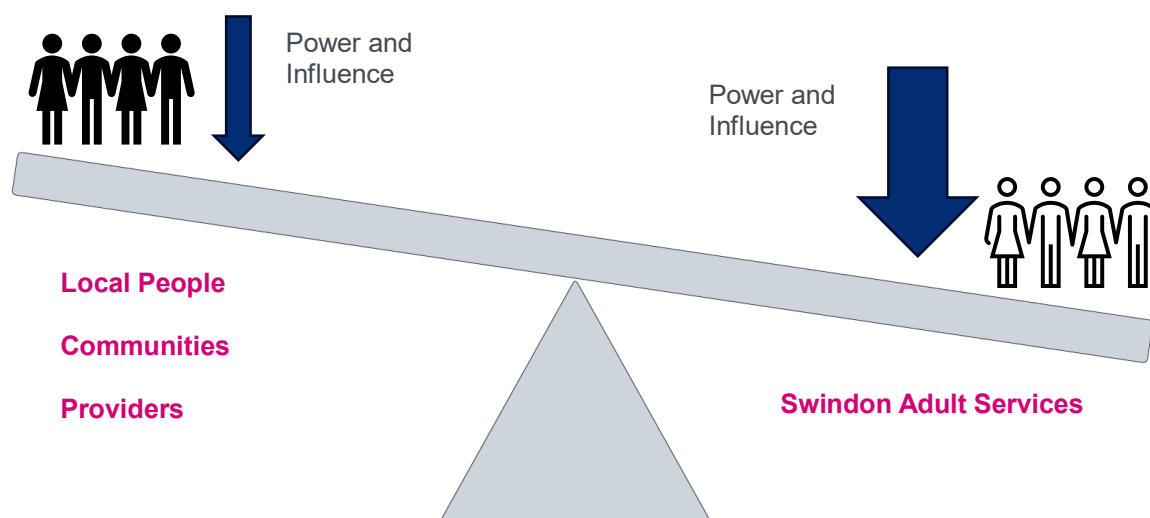 Power and
Influence
Power and
Influence
Local People
Communities
Providers
Swindon Adult Services